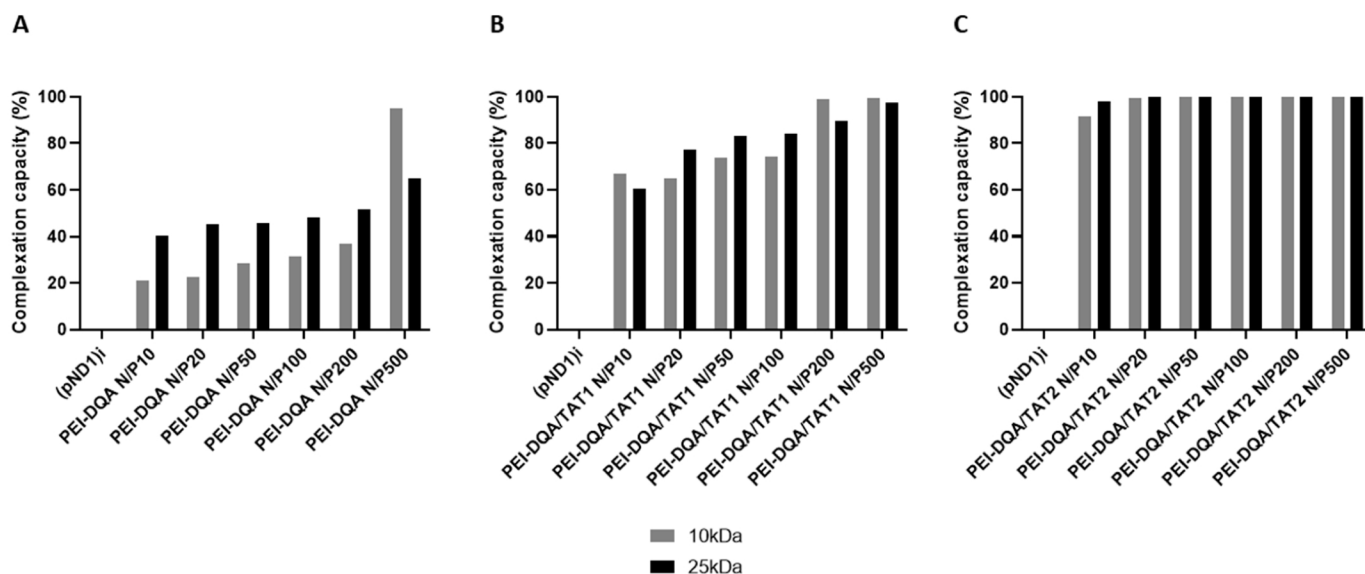 A
Complexation capacity (%)
100
80
60
40
20
0
(pND1)i
PEI-DQA N/P10
PEI-DQA N/P20
PEI-DQA N/P50
PEI-DQA N/P100
PEI-DQA N/P200
PEI-DQA N/P500
B
Complexation capacity (%)
100
80
60
40
20
0
(pND1)i
PEI-DQA/TAT1 N/P10
PEI-DQA/TAT1 N/P20
PEI-DQA/TAT1 N/P50
PEI-DQA/TAT1 N/P100
PEI-DQA/TAT1 N/P200
PEI-DQA/TAT1 N/P500
C
Complexation capacity (%)
100
80
60
40
20
0
(pND1)i
PEI-DQA/TAT2 N/P10
PEI-DQA/TAT2 N/P20
PEI-DQA/TAT2 N/P50
PEI-DQA/TAT2 N/P100
PEI-DQA/TAT2 N/P200
PEI-DQA/TAT2 N/P500
10kDa
25kDa